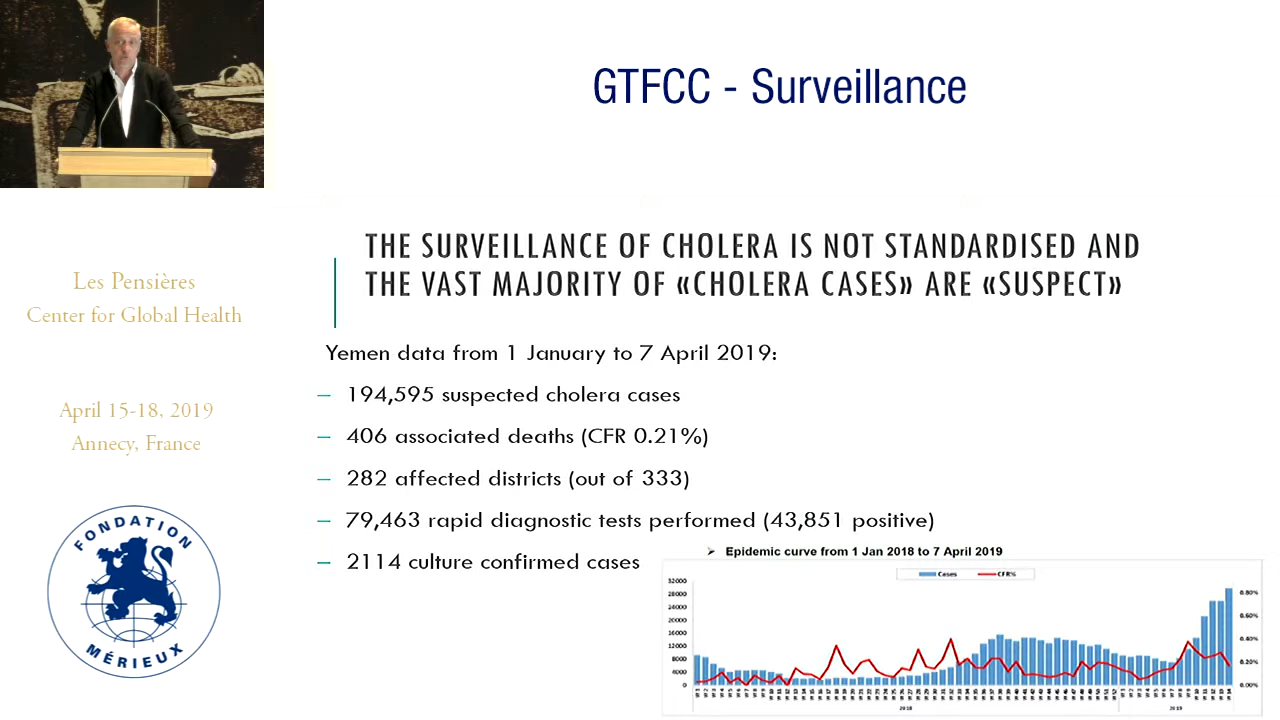 GTFCC - Surveillance
THE SURVEILLANCE OF CHOLERA IS NOT STANDARDISED AND
THE VAST MAJORITY OF «CHOLERA CASES» ARE «SUSPECT»
Les Pensières
Center for Global Health
April 15-18, 2019
Annecy, France
FONDATION
MÉRIEUX
Yemen data from 1 January to 7 April 2019:
– 194,595 suspected cholera cases
– 406 associated deaths (CFR 0.21%)
– 282 affected districts (out of 333)
– 79,463 rapid diagnostic tests performed (43,851 positive)
– 2114 culture confirmed cases
➢ Epidemic curve from 1 Jan 2018 to 7 April 2019
Cases CFR%
32000
28000
24000
20000
16000
12000
8000
4000
0
0.80%
0.60%
0.40%
0.20%
0.00%
2018
2019